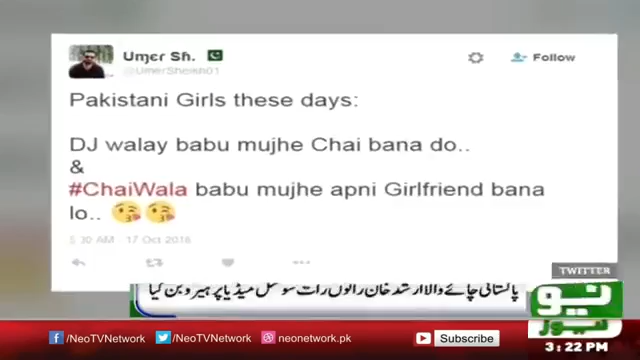 Umer Sh.
@UmerSheikh01
Follow
Pakistani Girls these days:
DJ walay babu mujhe Chai bana do..
&
#ChaiWala babu mujhe apni Girlfriend bana
lo.. 😘😘
5:30 AM - 17 Oct 2016
TWITTER
پاکستانی چائے والا ارشد خان راتوں رات سوشل میڈیا پر ہیرو بن گیا
نیو
نیوز
/NeoTVNetwork
/NeoTVNetwork
neonetwork.pk
Subscribe
3:22 PM